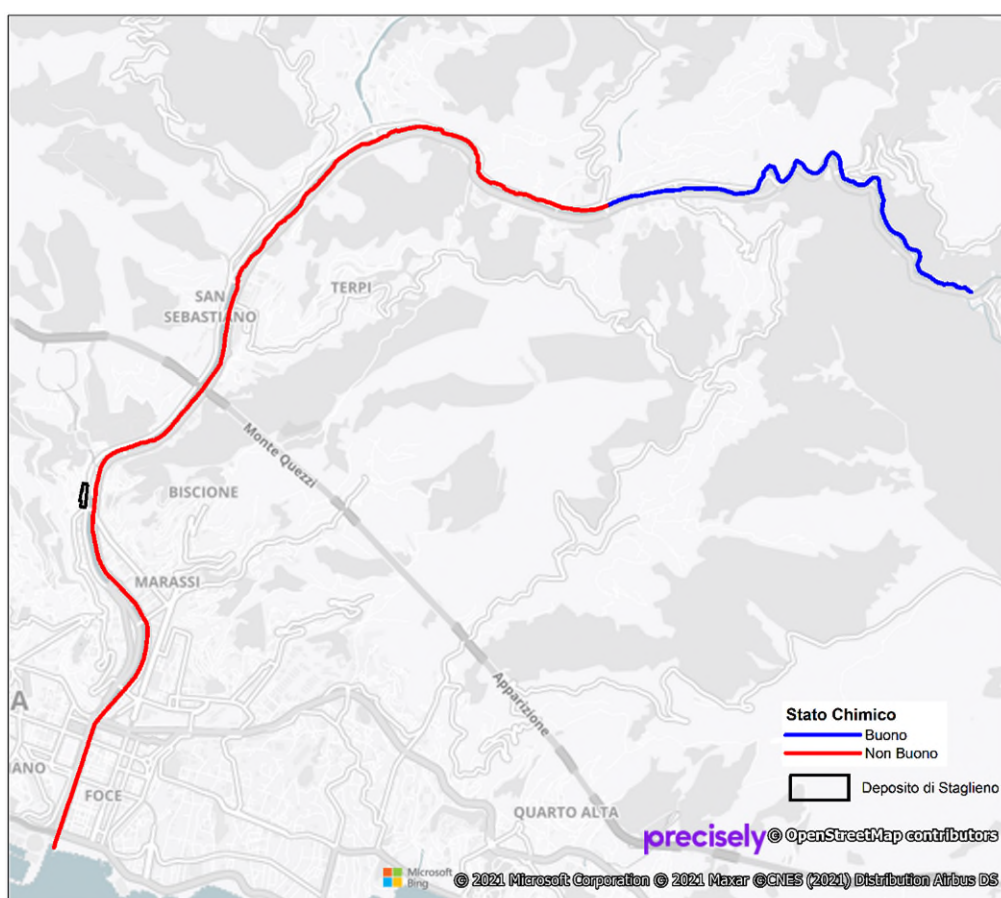 SAN
SEBASTIANO
TERPI
Monte Quezzi
BISCIONE
MARASSI
Apparizione
A
IANO
FOCE
QUARTO ALTA
Stato Chimico
Buono
Non Buono
Deposito di Staglieno
precisely © OpenStreetMap contributors
Microsoft
Bing
© 2021 Microsoft Corporation © 2021 Maxar ©CNES (2021) Distribution Airbus DS